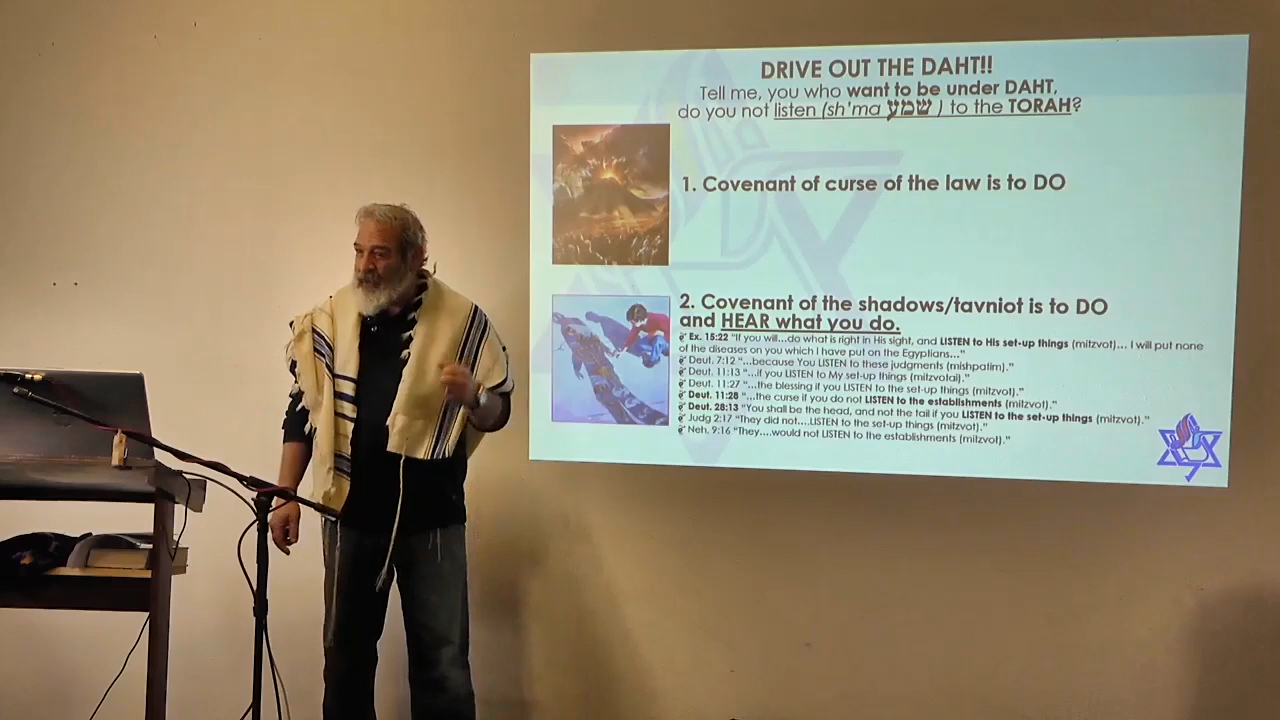 DRIVE OUT THE DAHT!!
Tell me, you who want to be under DAHT,
do you not listen (sh'ma שמע ) to the TORAH?
1. Covenant of curse of the law is to DO
2. Covenant of the shadows/tavniot is to DO
and HEAR what you do.
Ex. 15:22 "If you will...do what is right in His sight, and LISTEN to His set-up things (mitzvot)... I will put none
of the diseases on you which I have put on the Egyptians..."
Deut. 7:12 "...because You LISTEN to these judgments (mishpatim)."
Deut. 11:13 "...if you LISTEN to My set-up things (mitzvotai)."
Deut. 11:27 "...the blessing if you LISTEN to the set-up things (mitzvot)."
Deut. 11:28 "...the curse if you do not LISTEN to the establishments (mitzvot)."
Deut. 28:13 "You shall be the head, and not the tail if you LISTEN to the set-up things (mitzvot)."
Judg 2:17 "They did not....LISTEN to the set-up things (mitzvot)."
Neh. 9:16 "They....would not LISTEN to the establishments (mitzvot)."